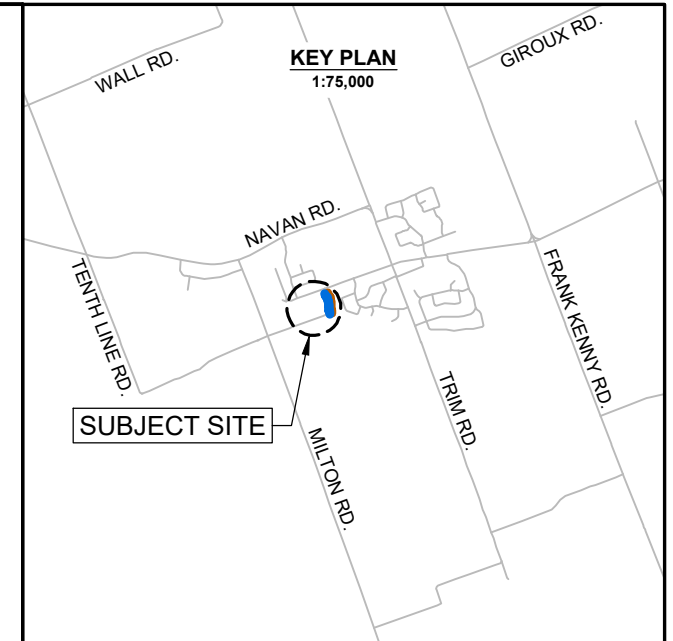 KEY PLAN
1:75,000
WALL RD.
GIROUX RD.
NAVAN RD.
TENTH LINE RD.
FRANK KENNY RD.
TRIM RD.
SUBJECT SITE
MILTON RD.